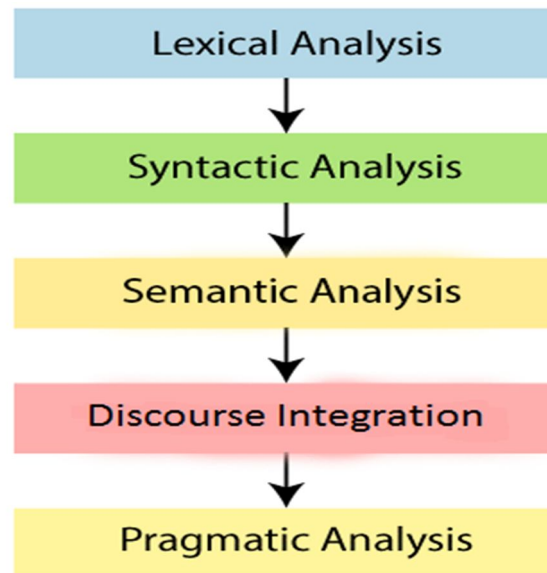 Lexical Analysis
Syntactic Analysis
Semantic Analysis
Discourse Integration
Pragmatic Analysis